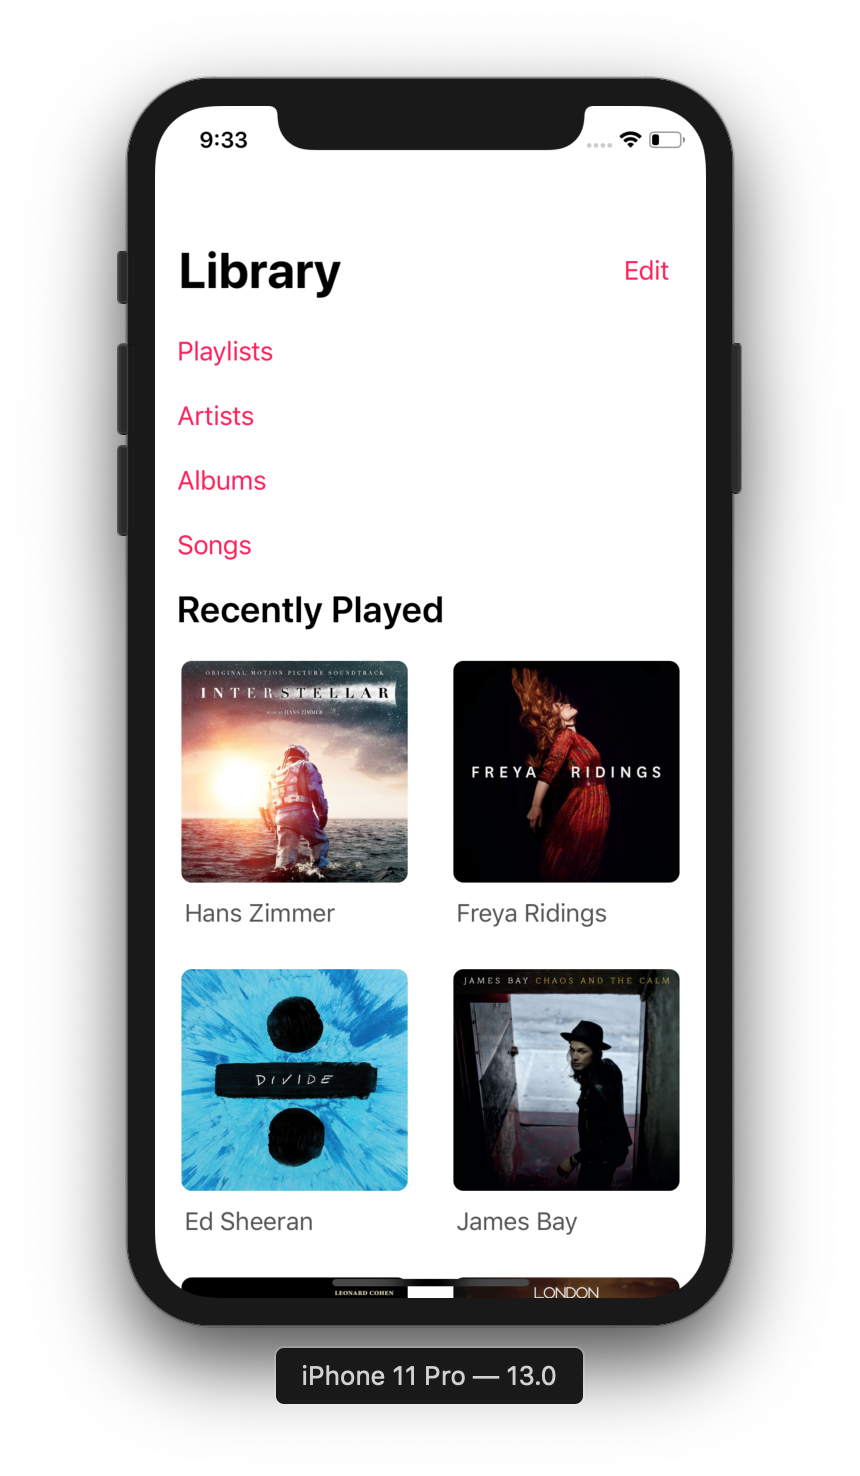 9:33
Library
Edit
Playlists
Artists
Albums
Songs
Recently Played
ORIGINAL MOTION PICTURE SOUNDTRACK
INTERSTELLAR
MUSIC BY HANS ZIMMER
FREYA RIDINGS
Hans Zimmer
Freya Ridings
DIVIDE
JAMES BAY CHAOS AND THE CALM
Ed Sheeran
James Bay
LEONARD COHEN
LONDON
iPhone 11 Pro — 13.0